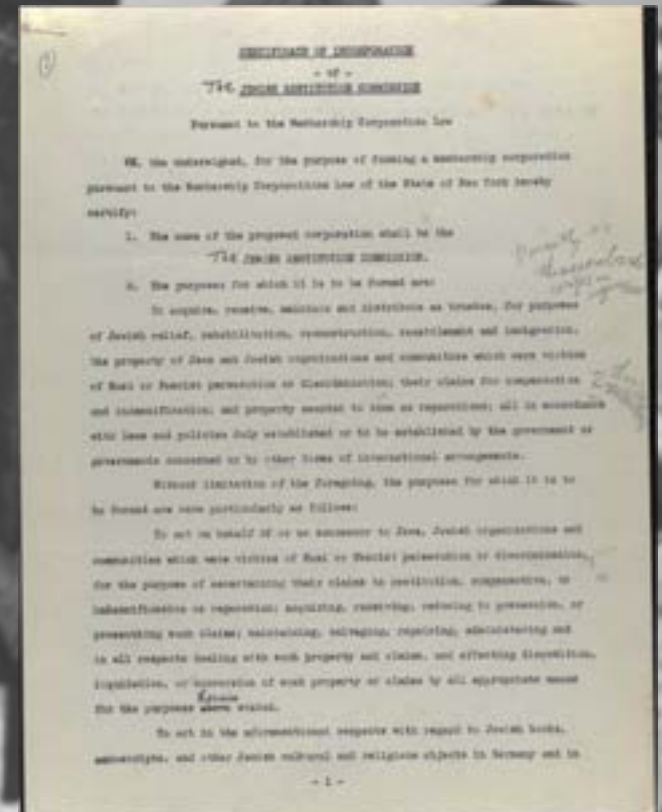 CERTIFICATE OF INCORPORATION
- of -
The JEWISH RESTITUTION COMMISSION
Pursuant to the Membership Corporation Law
WE, the undersigned, for the purpose of forming a membership corporation
pursuant to the Membership Corporations Law of the State of New York hereby
certify:
1. The name of the proposed corporation shall be the
The JEWISH RESTITUTION COMMISSION.
2. The purposes for which it is to be formed are:
To acquire, receive, maintain and distribute as trustee, for purposes
of Jewish relief, rehabilitation, reconstruction, resettlement and immigration,
the property of Jews and Jewish organizations and communities which were victims
of Nazi or Fascist persecution or discrimination; their claims for compensation
and indemnification; and property awarded to them as reparations; all in accordance
with laws and policies duly established or to be established by the government or
governments concerned or by other forms of international arrangements.
Without limitation of the foregoing, the purposes for which it is to
be formed are more particularly as follows:
To act on behalf of or as successor to Jews, Jewish organizations and
communities which were victims of Nazi or Fascist persecution or discrimination,
for the purpose of ascertaining their claims to restitution, compensation, or
indemnification or reparation; acquiring, receiving, reducing to possession, or
presenting such claims; maintaining, salvaging, repairing, administering and
in all respects dealing with such property and claims, and effecting disposition,
liquidation, or conversion of such property or claims by all appropriate means
for the purposes above stated.
To act in the aforementioned respects with regard to Jewish books,
manuscripts, and other Jewish cultural and religious objects in Germany and in
- 1 -